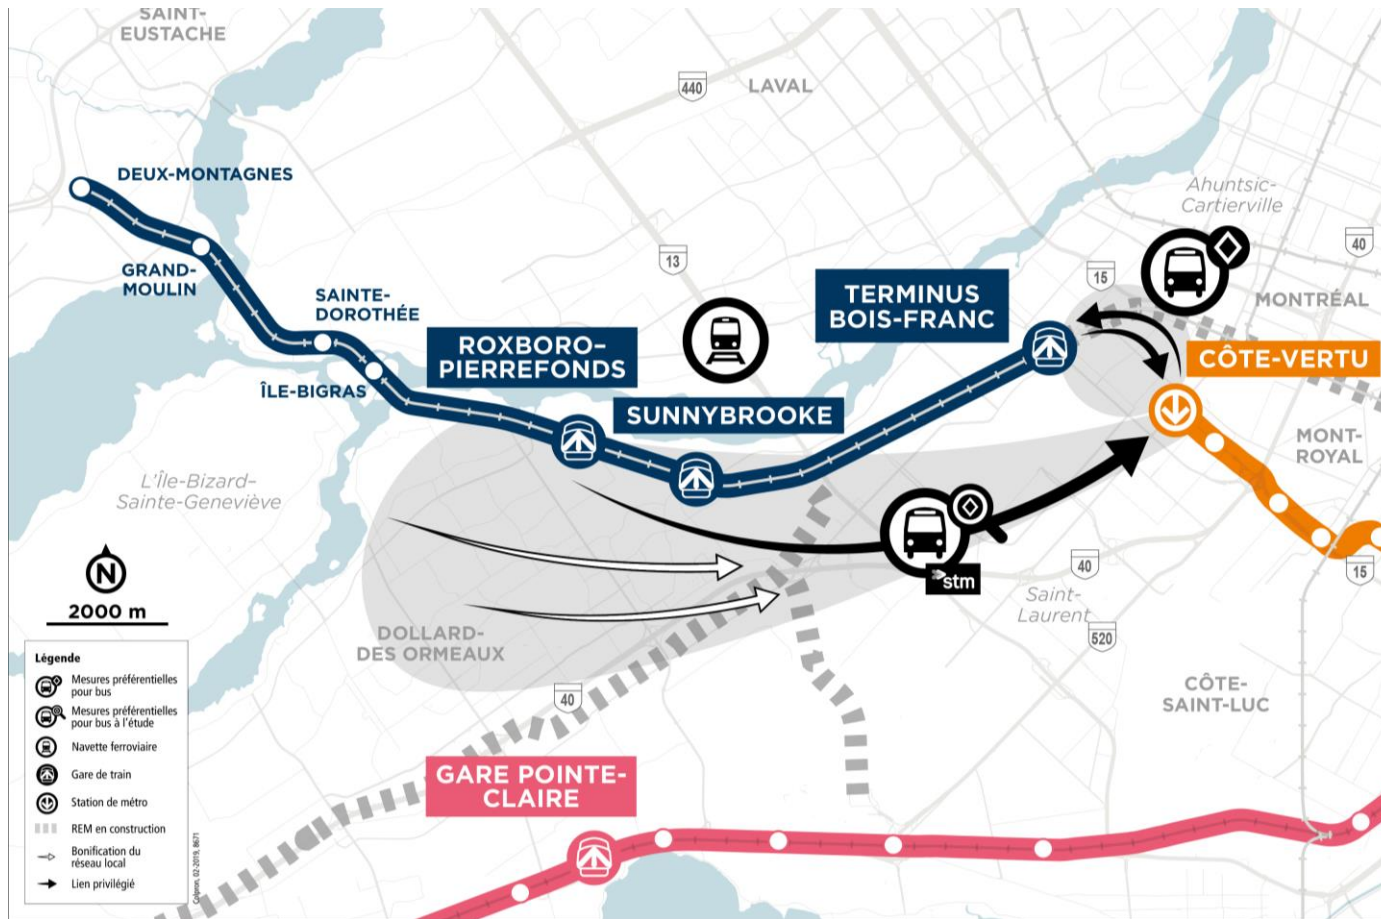 SAINT-
EUSTACHE
440
LAVAL
DEUX-MONTAGNES
Ahuntsic-
Cartierville
40
13
15
GRAND-
MOULIN
SAINTE-
DOROTHÉE
TERMINUS
BOIS-FRANC
MONTRÉAL
ROXBORO–
PIERREFONDS
CÔTE-VERTU
ÎLE-BIGRAS
SUNNYBROOKE
MONT-
ROYAL
L'Île-Bizard–
Sainte-Geneviève
N
2000 m
stm
40
15
Saint-
Laurent
520
DOLLARD-
DES ORMEAUX
40
CÔTE-
SAINT-LUC
GARE POINTE-
CLAIRE
Légende
Mesures préférentielles
pour bus
Mesures préférentielles
pour bus à l'étude
Navette ferroviaire
Gare de train
Station de métro
REM en construction
Bonification du
réseau local
Lien privilégié
Colpron, 02-2019, 8671